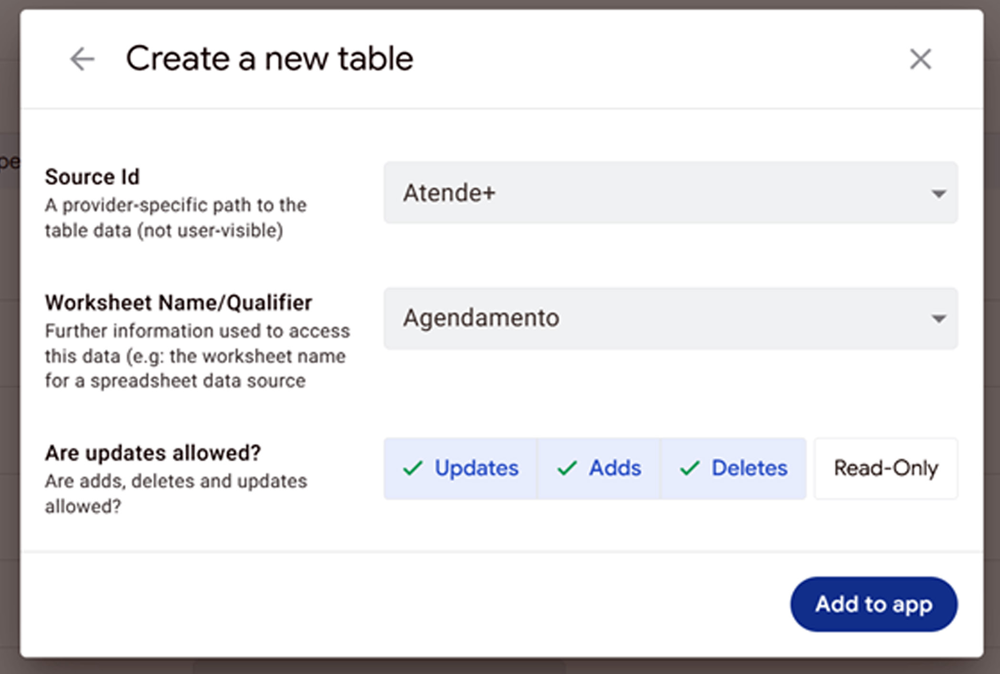 Create a new table
pe
Source Id
A provider-specific path to the
table data (not user-visible)
Atende+
Worksheet Name/Qualifier
Further information used to access
this data (e.g: the worksheet name
for a spreadsheet data source
Agendamento
Are updates allowed?
Are adds, deletes and updates
allowed?
Updates Adds Deletes Read-Only
Add to app